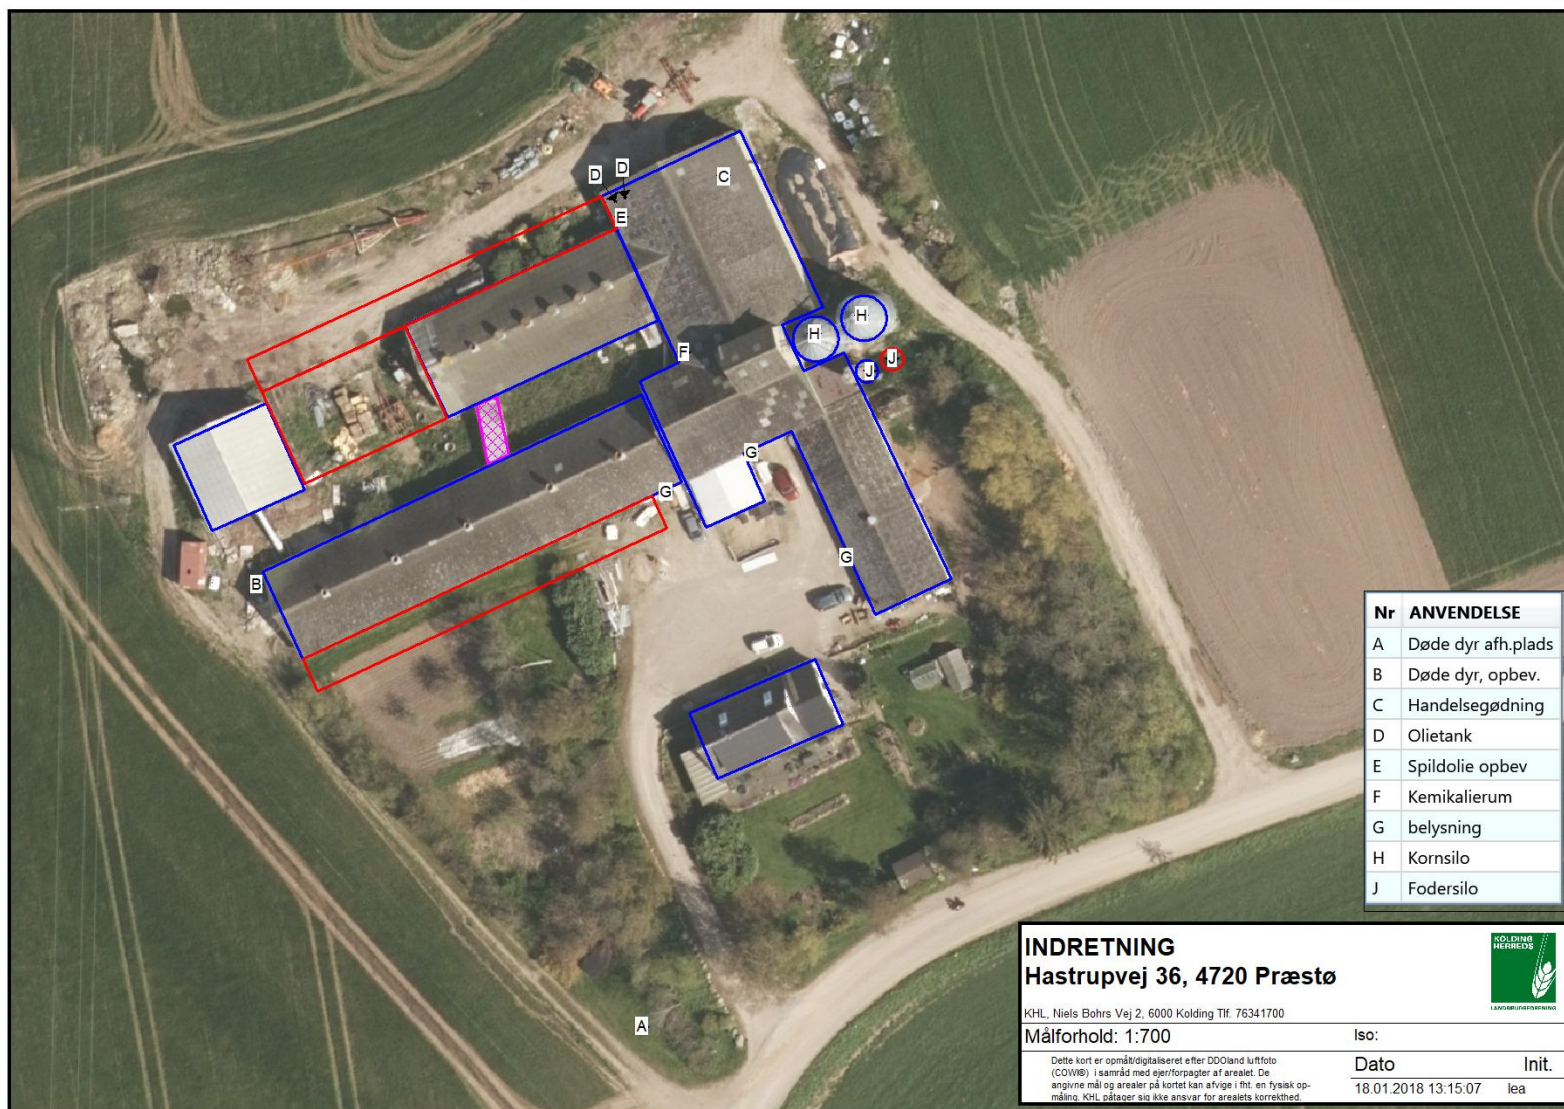 D
D
C
E
H
H
F
J
J
G
G
G
B
A
Nr ANVENDELSE
A Døde dyr afh.plads
B Døde dyr, opbev.
C Handelsegødning
D Olietank
E Spildolie opbev
F Kemikalierum
G belysning
H Kornsilo
J Fodersilo
INDRETNING
Hastrupvej 36, 4720 Præstø
KOLDING
HERREDS
LANDBRUGSFORENING
KHL, Niels Bohrs Vej 2, 6000 Kolding Tlf. 76341700
Målforhold: 1:700
Iso:
Dette kort er opmålt/digitaliseret efter DDOland luftfoto
(COWI®) i samråd med ejer/forpagter af arealet. De
angivne mål og arealer på kortet kan afvige i fht. en fysisk op-
måling. KHL påtager sig ikke ansvar for arealets korrekthed.
Dato Init.
18.01.2018 13:15:07 lea